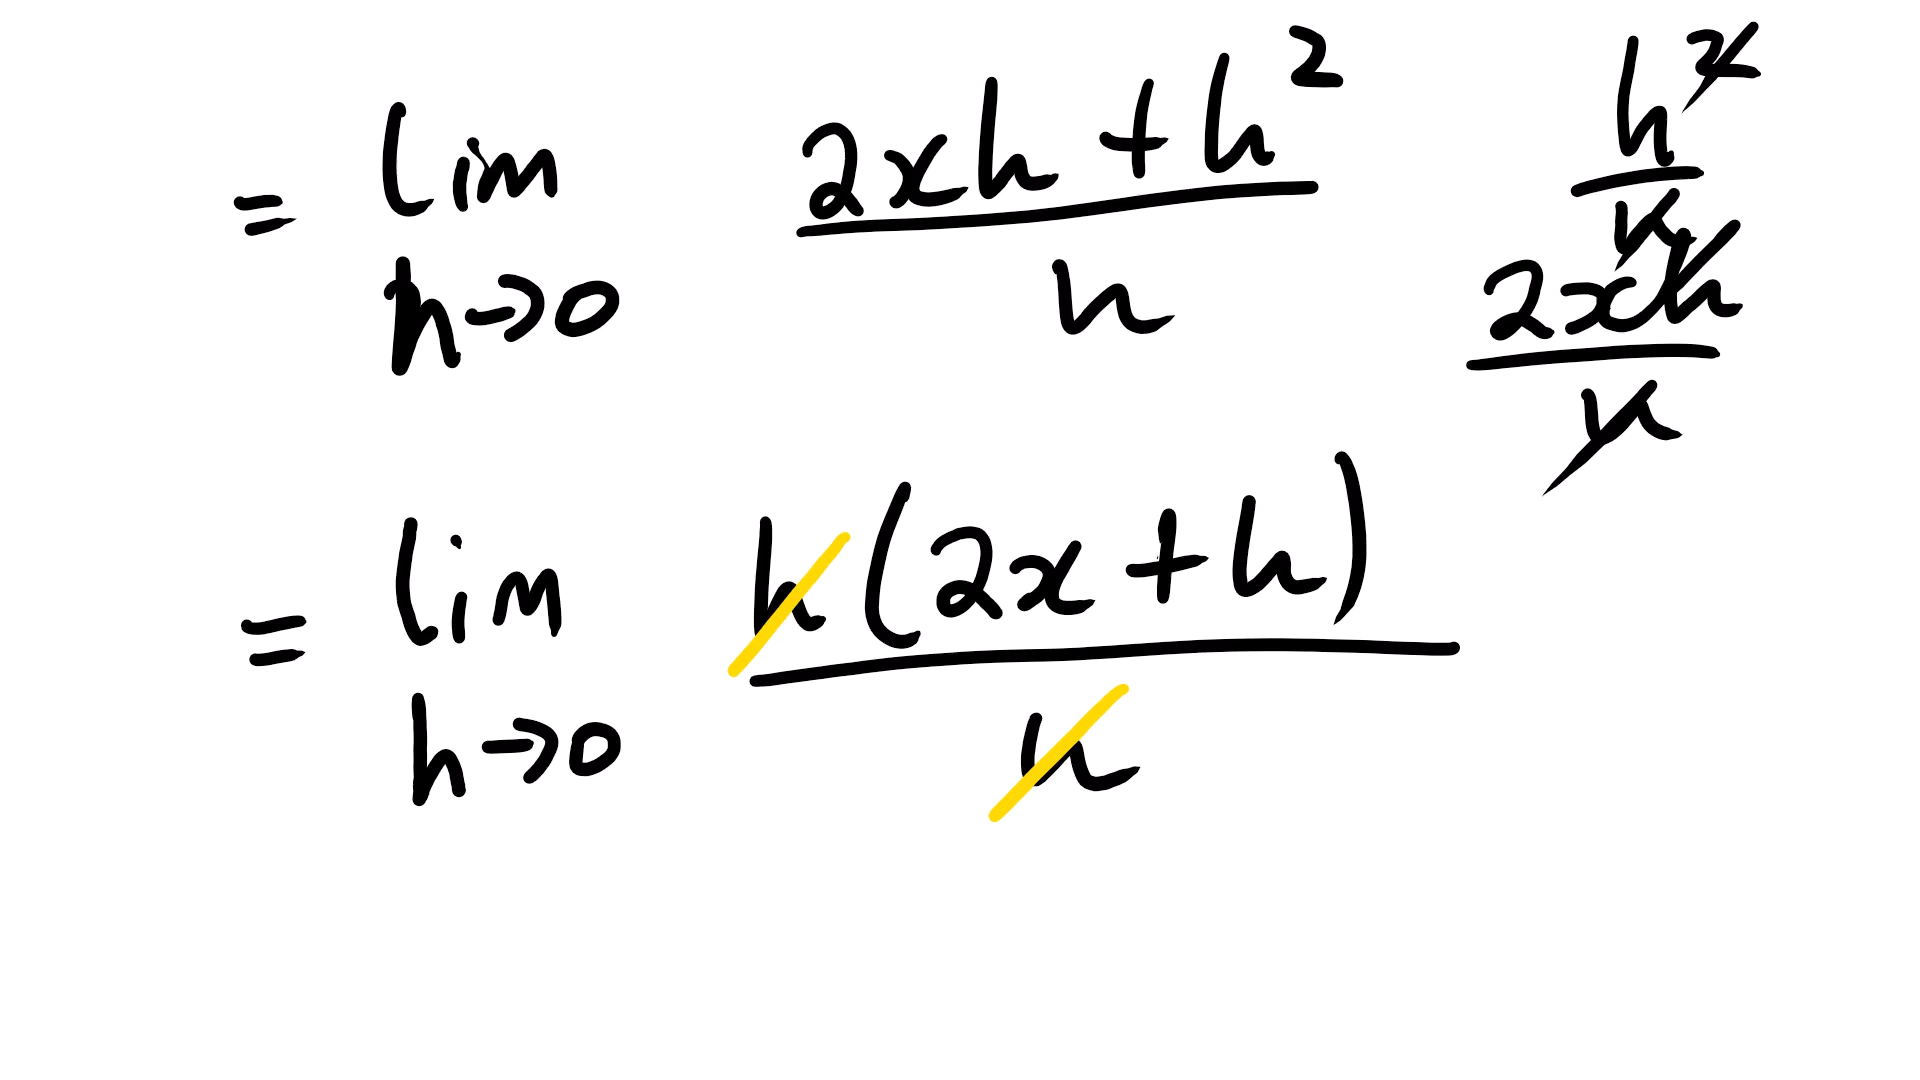 = lim 2xh + h²
h→0 h
h²
h
2xh
h
= lim h(2x + h)
h→0 h